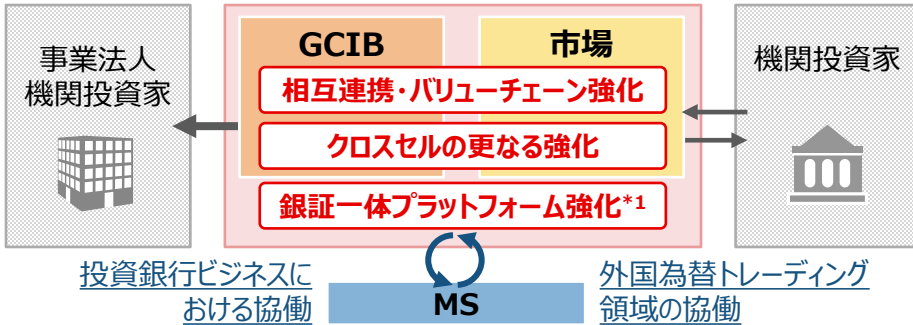 GCIB
市場
事業法人
機関投資家
機関投資家
相互連携・バリューチェーン強化
クロスセルの更なる強化
銀証一体プラットフォーム強化*1
投資銀行ビジネスに
おける協働
MS
外国為替トレーディング
領域の協働